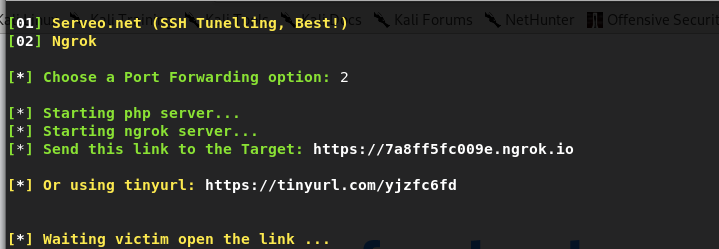 Kali Docs Kali Forums NetHunter Offensive Securit
[01] Serveo.net (SSH Tunelling, Best!)
[02] Ngrok
[*] Choose a Port Forwarding option: 2
[*] Starting php server...
[*] Starting ngrok server...
[*] Send this link to the Target: https://7a8ff5fc009e.ngrok.io
[*] Or using tinyurl: https://tinyurl.com/yjzfc6fd
[*] Waiting victim open the link ...